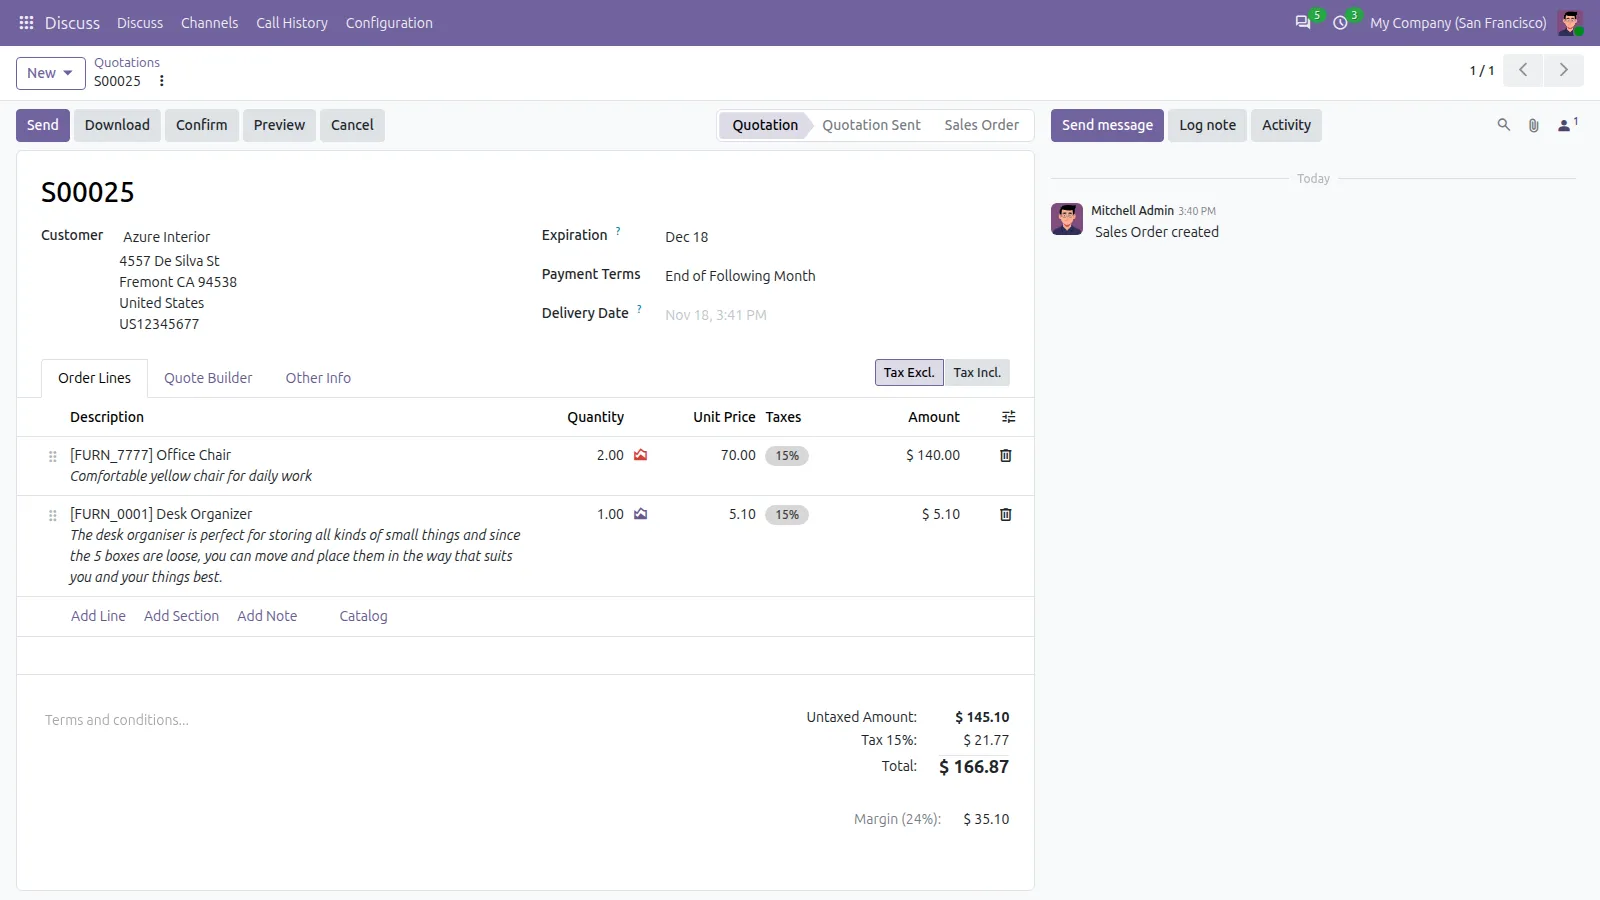 Discuss Discuss Channels Call History Configuration 5 3 My Company (San Francisco)
New Quotations
S00025
1 / 1
Send Download Confirm Preview Cancel Quotation Quotation Sent Sales Order Send message Log note Activity 1
Today
S00025
Mitchell Admin 3:40 PM
Sales Order created
Customer Azure Interior
4557 De Silva St
Fremont CA 94538
United States
US12345677
Expiration ? Dec 18
Payment Terms End of Following Month
Delivery Date ? Nov 18, 3:41 PM
Order Lines Quote Builder Other Info Tax Excl. Tax Incl.
Description Quantity Unit Price Taxes Amount
[FURN_7777] Office Chair 2.00 70.00 15% $ 140.00
Comfortable yellow chair for daily work
[FURN_0001] Desk Organizer 1.00 5.10 15% $ 5.10
The desk organiser is perfect for storing all kinds of small things and since
the 5 boxes are loose, you can move and place them in the way that suits
you and your things best.
Add Line Add Section Add Note Catalog
Terms and conditions...
Untaxed Amount: $ 145.10
Tax 15%: $ 21.77
Total: $ 166.87
Margin (24%): $ 35.10